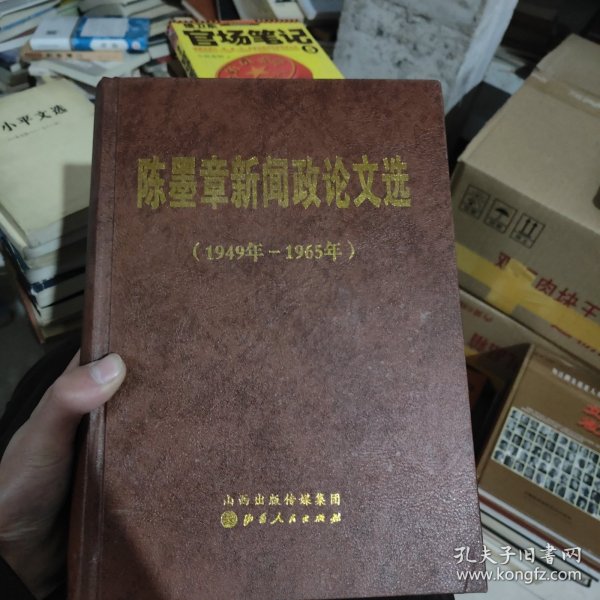 官场笔记
小平文选
陈墨章新闻政论文选
(1949年-1965年)
山西出版传媒集团
山西人民出版社
孔夫子旧书网
www.kongfz.com